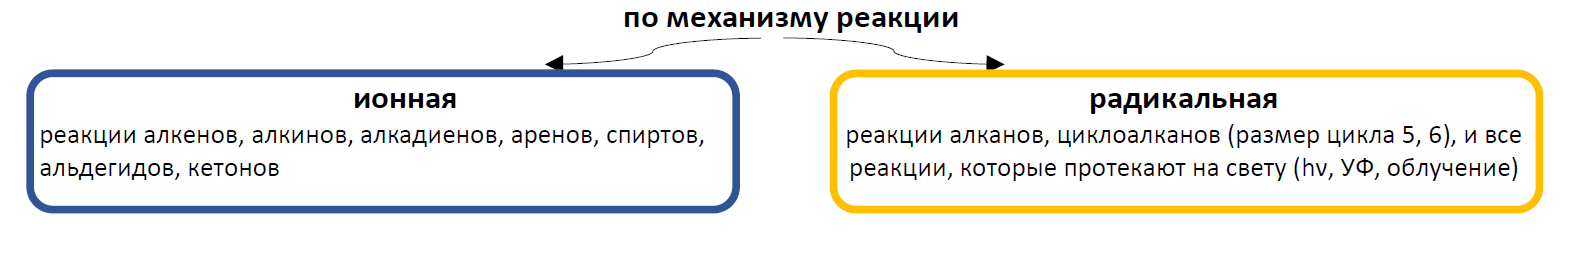 по механизму реакции
ионная
реакции алкенов, алкинов, алкадиенов, аренов, спиртов,
альдегидов, кетонов
радикальная
реакции алканов, циклоалканов (размер цикла 5, 6), и все
реакции, которые протекают на свету (hν, УФ, облучение)